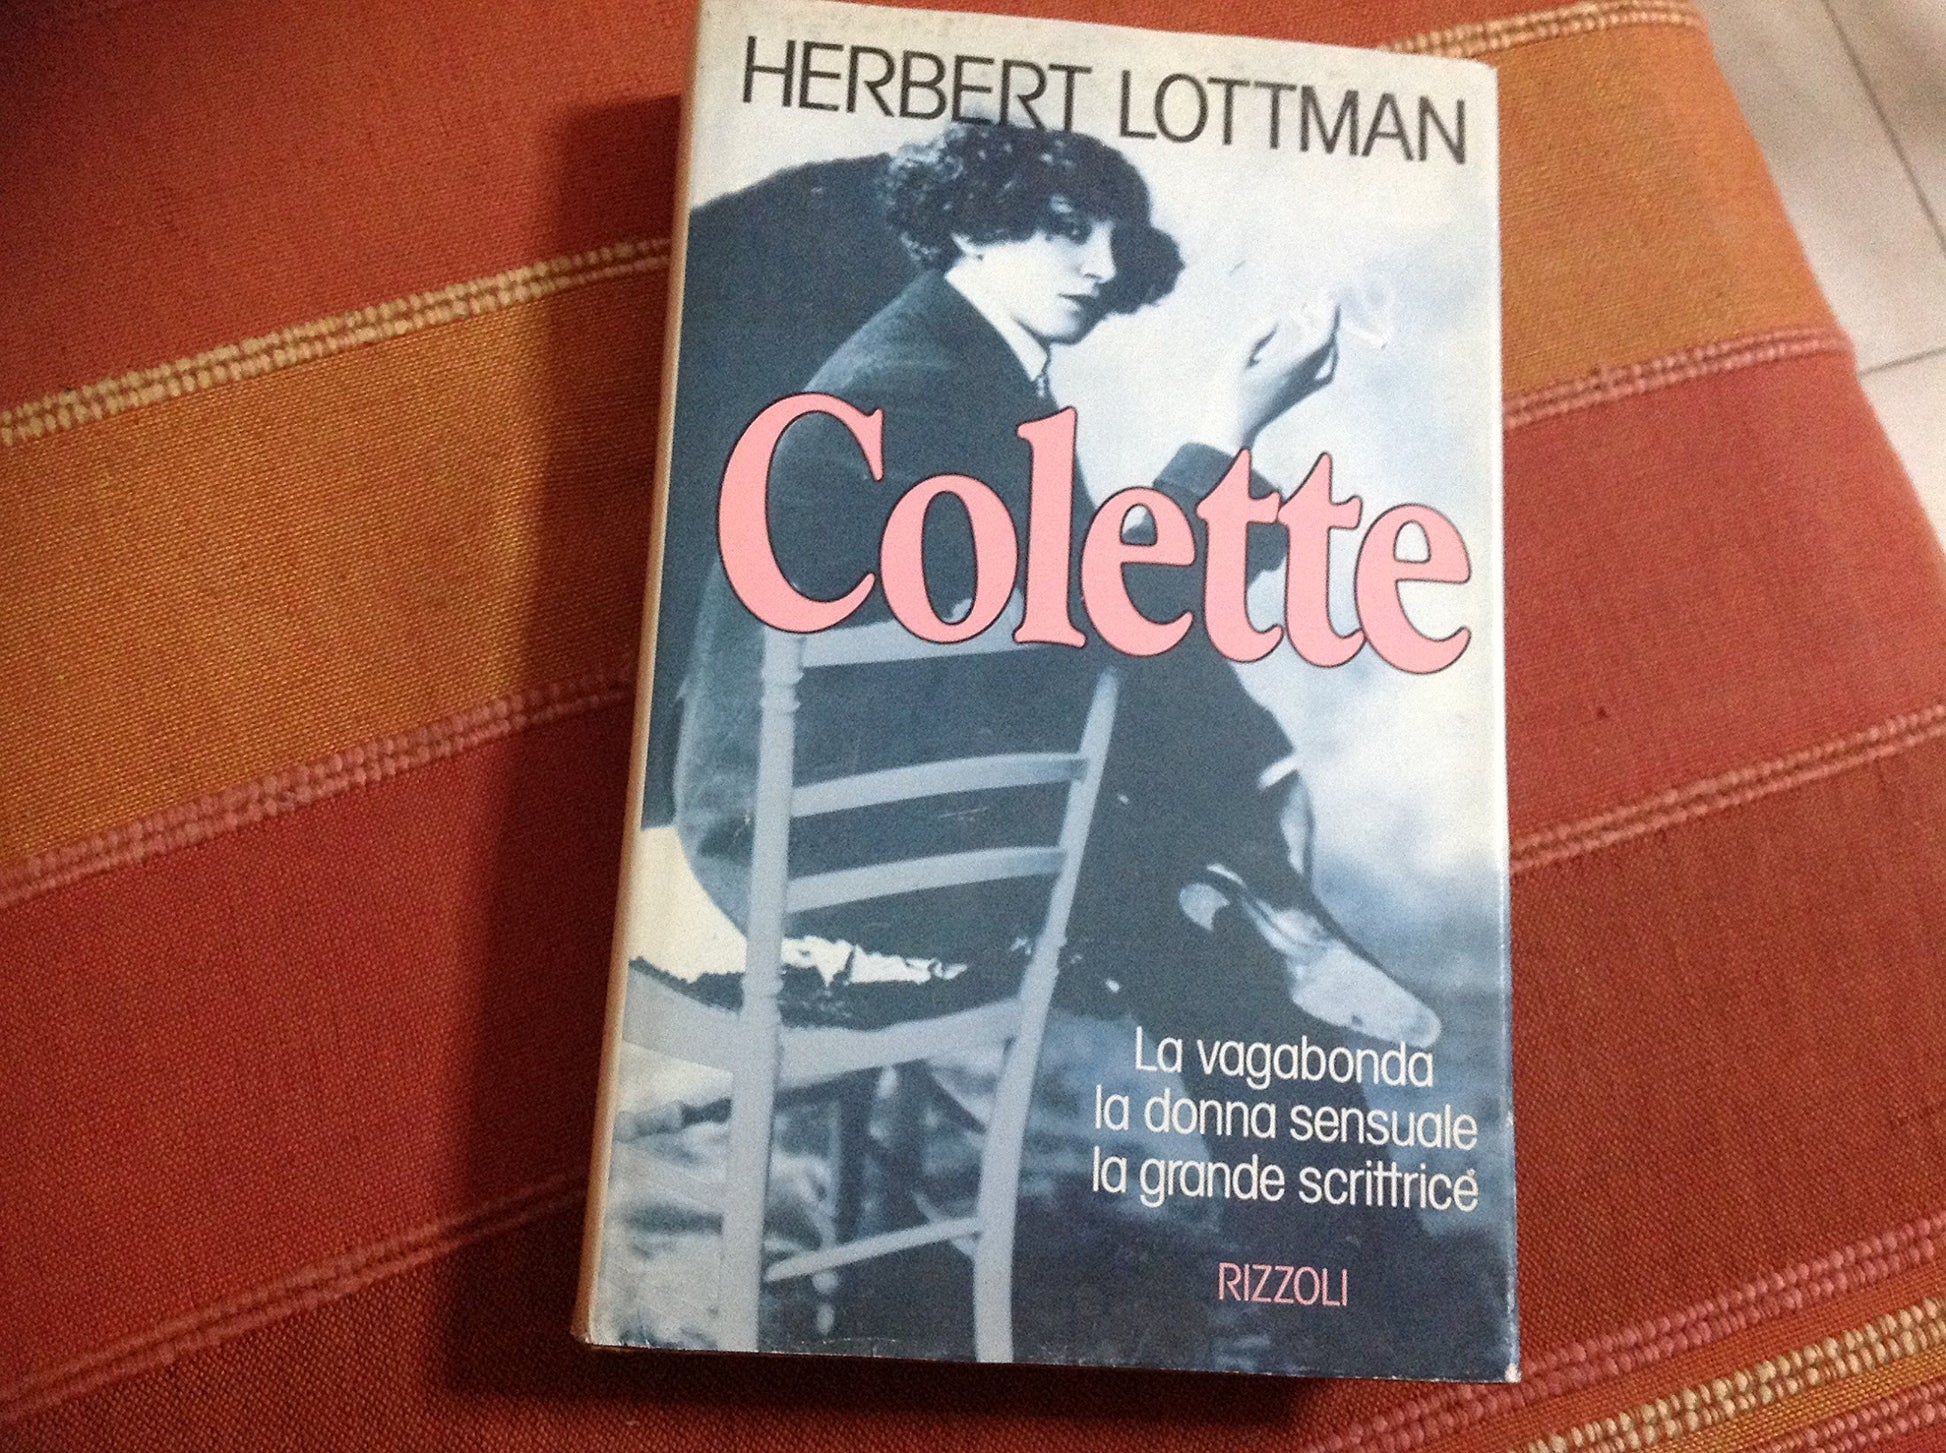 HERBERT LOTTMAN
Colette
La vagabonda
la donna sensuale
la grande scrittrice
RIZZOLI